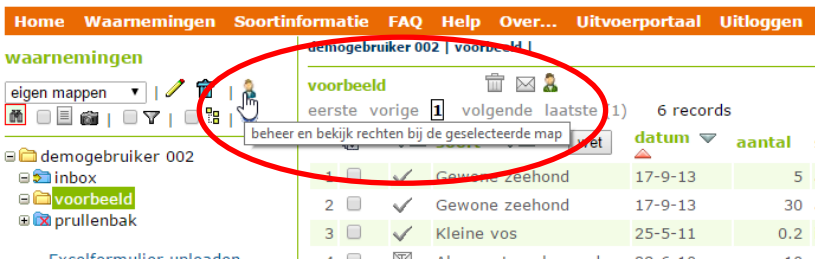 Home Waarnemingen Soortinformatie FAQ Help Over... Uitvoerportaal Uitloggen
waarnemingen
demogebruiker 002 | voorbeeld |
eigen mappen
voorbeeld
eerste vorige 1 volgende laatste (1) 6 records
beheer en bekijk rechten bij de geselecteerde map
wet datum aantal
demogebruiker 002
inbox
voorbeeld
prullenbak
1 Gewone zeehond 17-9-13 5
2 Gewone zeehond 17-9-13 30
3 Kleine vos 25-5-11 0.2
Excelformulier uploaden